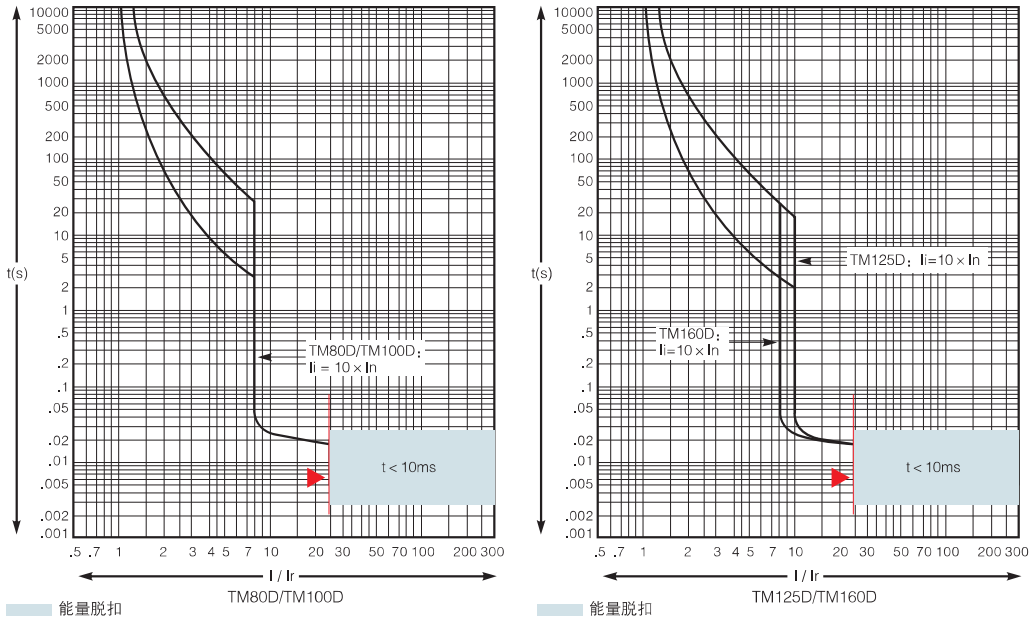 10000
5000
2000
1000
500
200
100
50
20
10
5
2
1
.5
.2
.1
.05
.02
.01
.005
.002
.001
t(s)
TM80D/TM100D:
Ii = 10 × In
t < 10ms
.5 .7 1 2 3 4 5 7 10 20 30 50 70 100 200 300
I / Ir
TM80D/TM100D
能量脱扣
10000
5000
2000
1000
500
200
100
50
20
10
5
2
1
.5
.2
.1
.05
.02
.01
.005
.002
.001
t(s)
TM125D: Ii=10 × In
TM160D:
Ii=10 × In
t < 10ms
.5 .7 1 2 3 4 5 7 10 20 30 50 70 100 200 300
I / Ir
TM125D/TM160D
能量脱扣